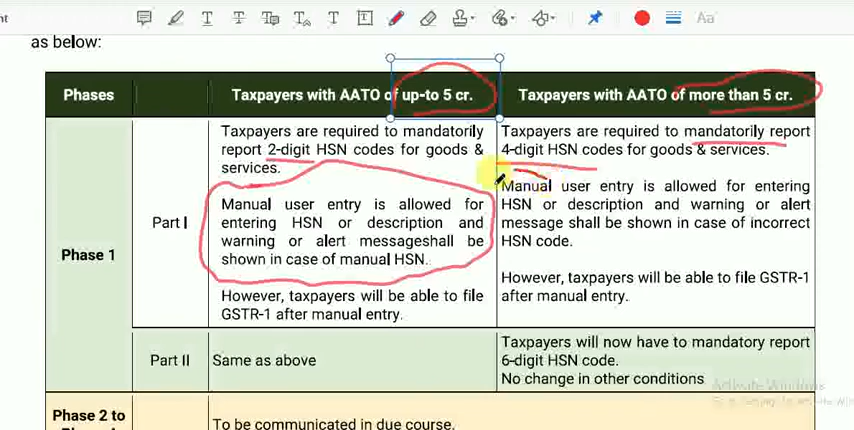 nt
T T T T T
Aa
as below:
Phases
Taxpayers with AATO of up-to 5 cr.
Taxpayers with AATO of more than 5 cr.
Phase 1
Part I
Taxpayers are required to mandatorily
report 2-digit HSN codes for goods &
services.
Manual user entry is allowed for
entering HSN or description and
warning or alert messageshall be
shown in case of manual HSN.
However, taxpayers will be able to file
GSTR-1 after manual entry.
Taxpayers are required to mandatorily report
4-digit HSN codes for goods & services.
Manual user entry is allowed for entering
HSN or description and warning or alert
message shall be shown in case of incorrect
HSN code.
However, taxpayers will be able to file GSTR-1
after manual entry.
Part II
Same as above
Taxpayers will now have to mandatory report
6-digit HSN code.
No change in other conditions
Activate Windows
Phase 2 to
To be communicated in due course.